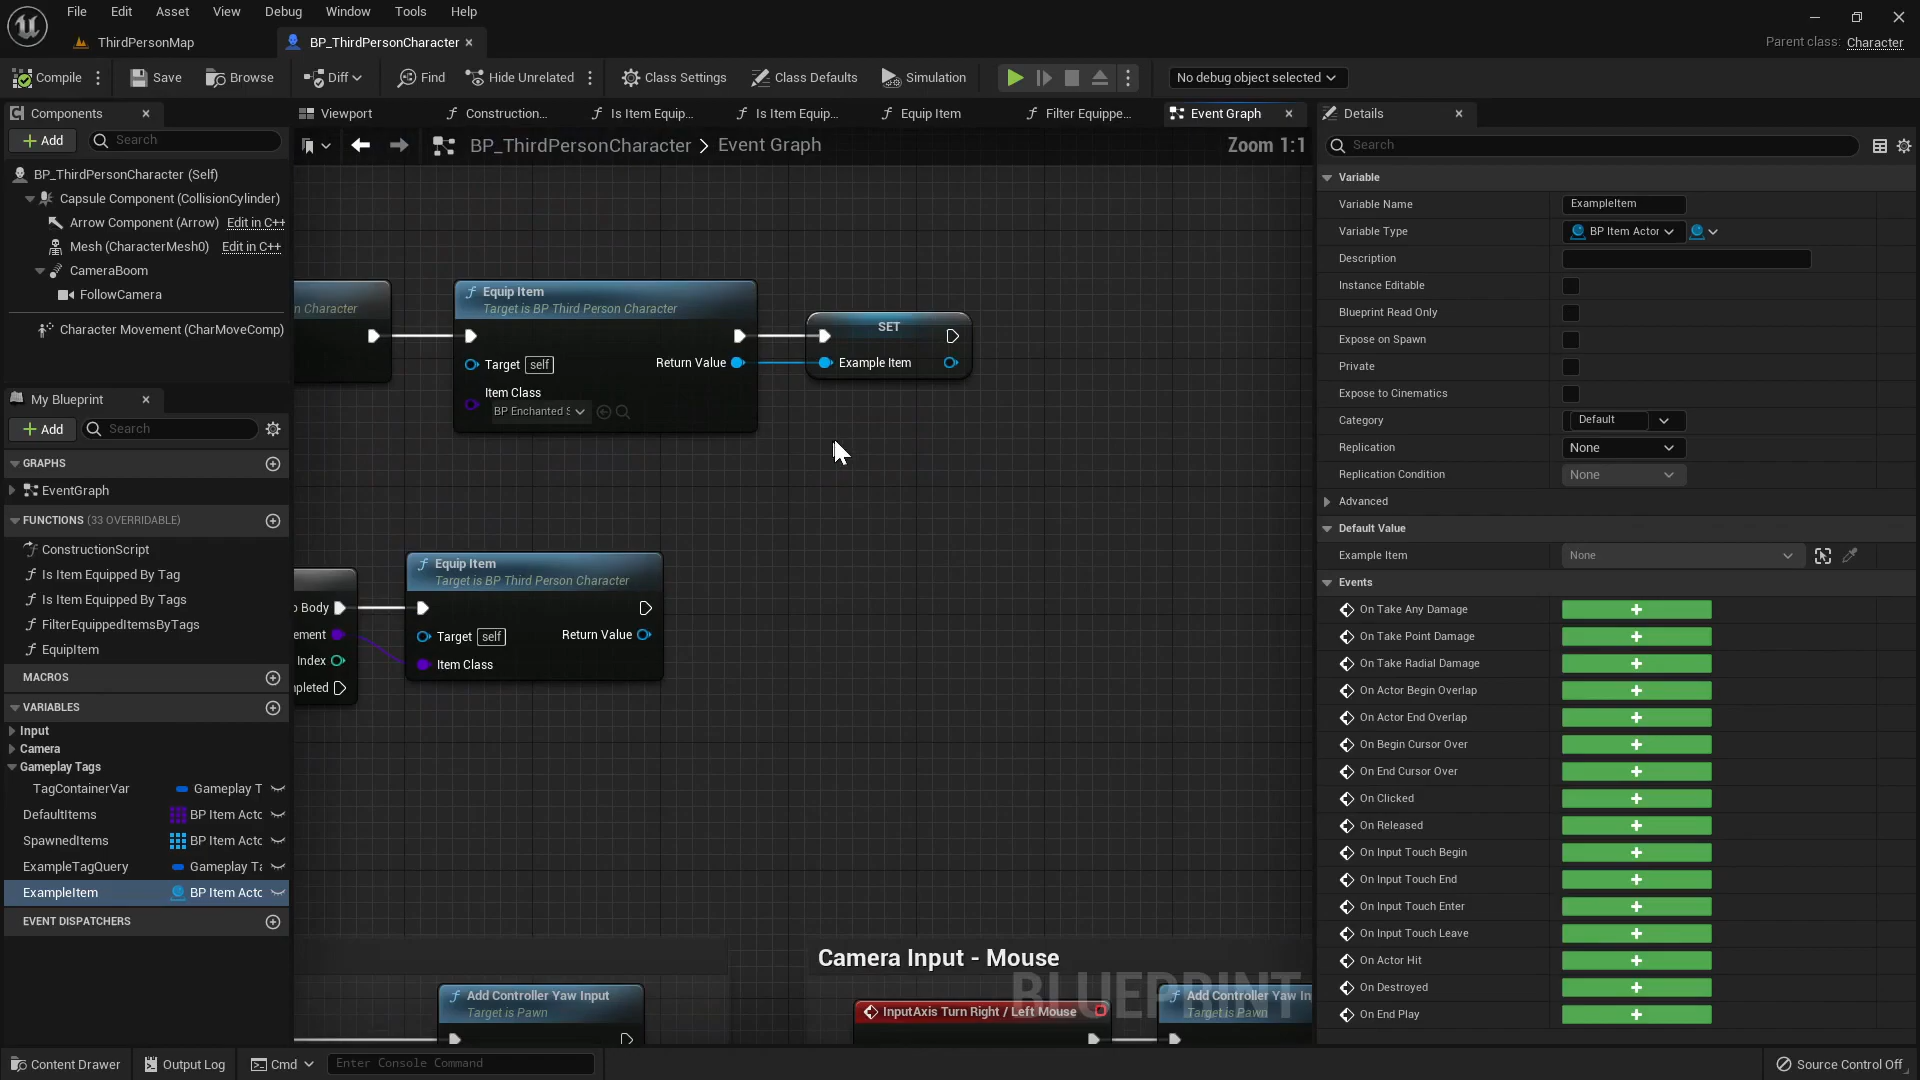 File Edit Asset View Debug Window Tools Help
ThirdPersonMap BP_ThirdPersonCharacter Parent class: Character
Compile Save Browse Diff Find Hide Unrelated Class Settings Class Defaults Simulation No debug object selected
Components Viewport Construction... Is Item Equip... Is Item Equip... Equip Item Filter Equippe... Event Graph Details
Add Search BP_ThirdPersonCharacter > Event Graph Zoom 1:1 Search
BP_ThirdPersonCharacter (Self)
Capsule Component (CollisionCylinder)
Arrow Component (Arrow) Edit in C++
Mesh (CharacterMesh0) Edit in C++
CameraBoom
FollowCamera
Character Movement (CharMoveComp)
My Blueprint
Add Search
GRAPHS
EventGraph
FUNCTIONS (33 OVERRIDABLE)
ConstructionScript
Is Item Equipped By Tag
Is Item Equipped By Tags
FilterEquippedItemsByTags
EquipItem
MACROS
VARIABLES
Input
Camera
Gameplay Tags
TagContainerVar Gameplay T
DefaultItems BP Item Actc
SpawnedItems BP Item Actc
ExampleTagQuery Gameplay Ta
ExampleItem BP Item Actc
EVENT DISPATCHERS
n Character
Equip Item
Target is BP Third Person Character
Target self Return Value
Item Class
BP Enchanted S
SET
Example Item
Equip Item
Target is BP Third Person Character
Body
ement Target self Return Value
Index Item Class
pleted
Camera Input - Mouse
BLUEPRINT
Add Controller Yaw Input
Target is Pawn
InputAxis Turn Right / Left Mouse
Add Controller Yaw In
Target is Pawn
Variable
Variable Name ExampleItem
Variable Type BP Item Actor
Description
Instance Editable
Blueprint Read Only
Expose on Spawn
Private
Expose to Cinematics
Category Default
Replication None
Replication Condition None
Advanced
Default Value
Example Item None
Events
On Take Any Damage
On Take Point Damage
On Take Radial Damage
On Actor Begin Overlap
On Actor End Overlap
On Begin Cursor Over
On End Cursor Over
On Clicked
On Released
On Input Touch Begin
On Input Touch End
On Input Touch Enter
On Input Touch Leave
On Actor Hit
On Destroyed
On End Play
Content Drawer Output Log Cmd Enter Console Command Source Control Off